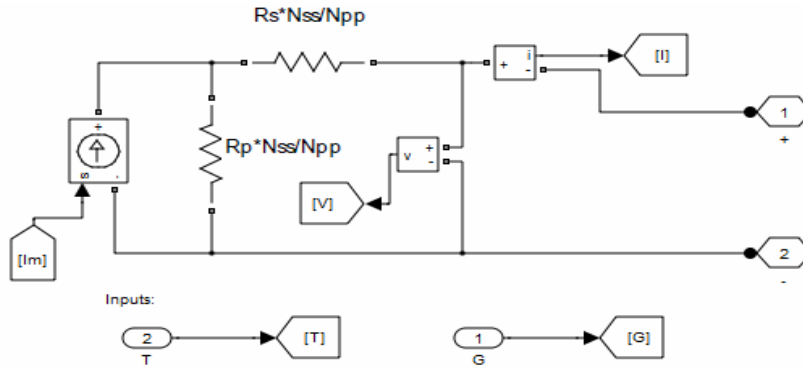 Rs*Nss/Npp
+
i
-
[I]
1
+
+
s
-
Rp*Nss/Npp
v
+
-
[V]
[Im]
2
-
Inputs:
2
T
[T]
1
G
[G]